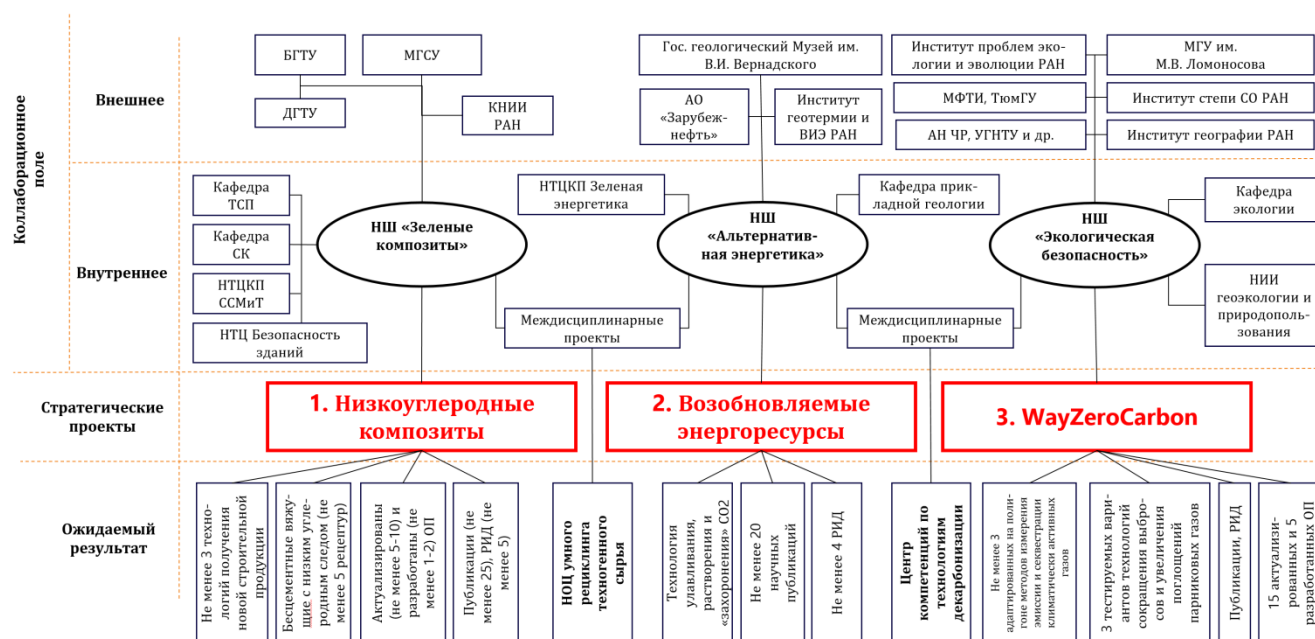 Коллаборационное
поле
Внешнее
БГТУ
МГСУ
ДГТУ
КНИИ
РАН
Гос. геологический Музей им.
В.И. Вернадского
АО
«Зарубеж-
нефть»
Институт
геотермии и
ВИЭ РАН
Институт проблем эко-
логии и эволюции РАН
МГУ им.
М.В. Ломоносова
МФТИ, ТюмГУ
Институт степи СО РАН
АН ЧР, УГНТУ и др.
Институт географии РАН
Внутреннее
Кафедра
ТСП
Кафедра
СК
НТЦКП
ССМиТ
НТЦ Безопасность
зданий
НШ «Зеленые
композиты»
НТЦКП Зеленая
энергетика
НШ
«Альтернатив-
ная энергетика»
Кафедра прик-
ладной геологии
НШ
«Экологическая
безопасность»
Кафедра
экологии
НИИ
геоэкологии и
природополь-
зования
Междисциплинарные
проекты
Междисциплинарные
проекты
Стратегические
проекты
1. Низкоуглеродные
композиты
2. Возобновляемые
энергоресурсы
3. WayZeroCarbon
Ожидаемый
результат
Не менее 3 техно-
логий получения
новой строительной
продукции
Бесцементные вяжу-
щие с низким угле-
родным следом (не
менее 5 рецептур)
Актуализированы
(не менее 5-10) и
разработаны (не
менее 1-2) ОП
Публикации (не
менее 25), РИД (не
менее 5)
НОЦ умного
рециклинга
техногенного
сырья
Технология
улавливания,
растворения и
«захоронения» СО2
Не менее 20
научных
публикаций
Не менее 4 РИД
Центр
компетенций по
технологиям
декарбонизации
Не менее 3
адаптированных на поли-
гоне методов измерения
эмиссии и секвестрации
климатически активных
газов
3 тестируемых вари-
антов технологий
сокращения выбро-
сов и увеличения
поглощений
парниковых газов
Публикации, РИД
15 актуализи-
рованных и 5
разработанных ОП